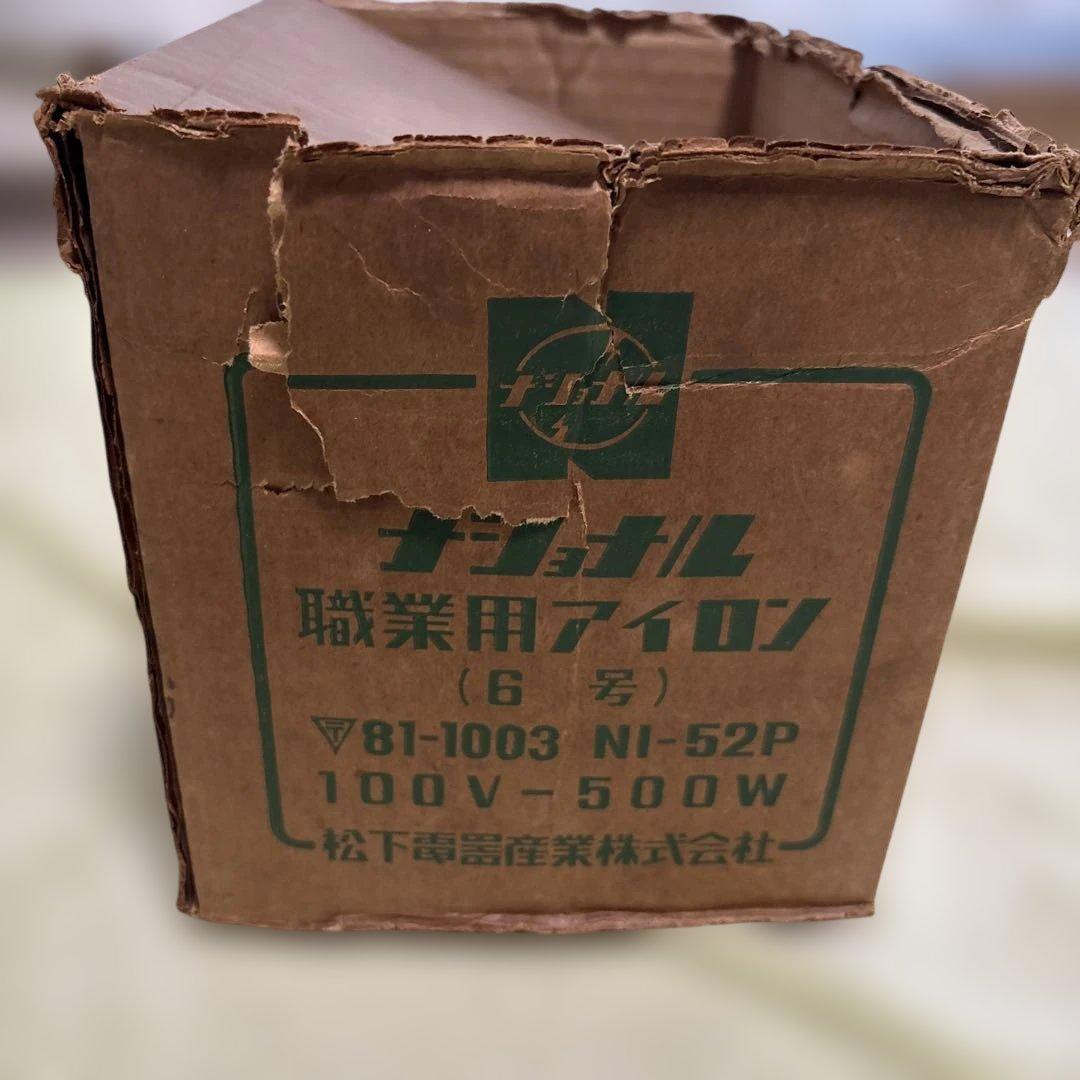 ナショナル
ナショナル
職業用アイロン
(6 号)
〒81-1003 NI-52P
100V-500W
松下電器産業株式会社